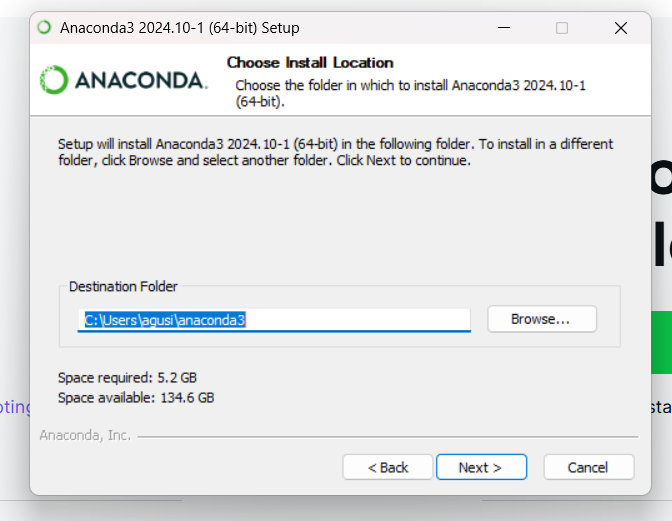 Anaconda3 2024.10-1 (64-bit) Setup
ANACONDA.
Choose Install Location
Choose the folder in which to install Anaconda3 2024.10-1
(64-bit).
Setup will install Anaconda3 2024.10-1 (64-bit) in the following folder. To install in a different
folder, click Browse and select another folder. Click Next to continue.
Destination Folder
C:\Users\agusi\anaconda3
Browse...
Space required: 5.2 GB
Space available: 134.6 GB
Anaconda, Inc.
< Back
Next >
Cancel